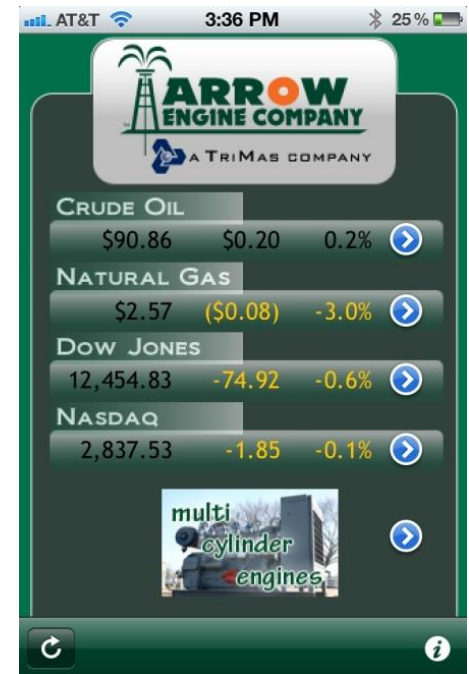 AT&T 3:36 PM 25%
ARROW
ENGINE COMPANY
A TRIMAS COMPANY
CRUDE OIL
$90.86 $0.20 0.2%
NATURAL GAS
$2.57 ($0.08) -3.0%
DOW JONES
12,454.83 -74.92 -0.6%
NASDAQ
2,837.53 -1.85 -0.1%
multi
cylinder
engines